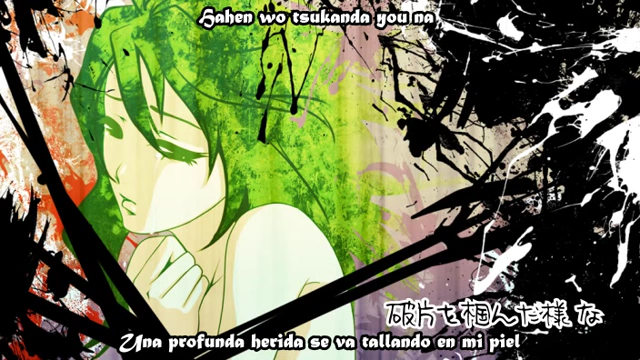 Hahen wo tsukanda you na
破片を掴んだ様 な
Una profunda herida se va tallando en mi piel